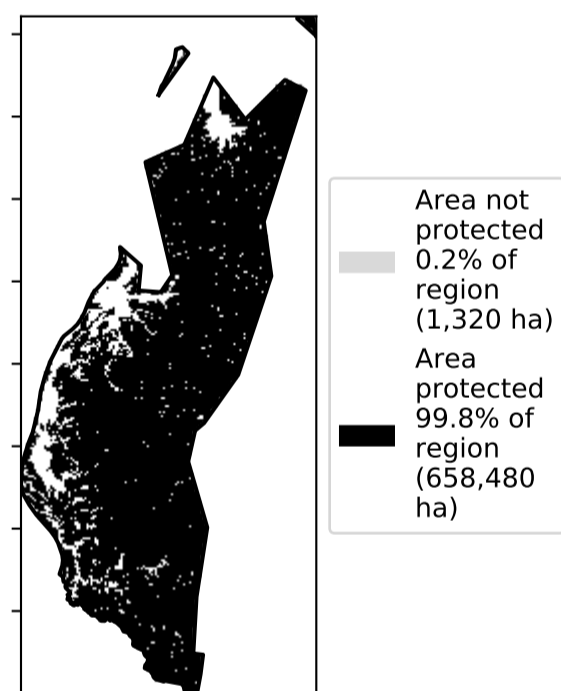 Area not
protected
0.2% of
region
(1,320 ha)
Area
protected
99.8% of
region
(658,480
ha)